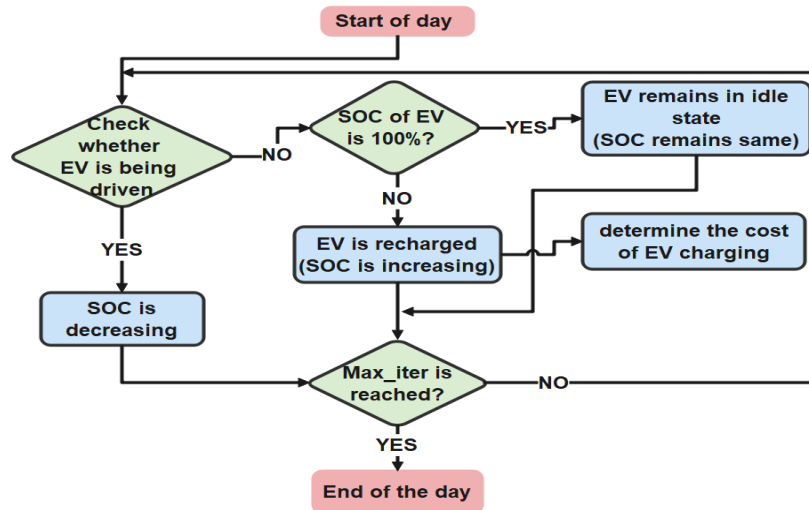 Start of day
Check
whether
EV is being
driven
NO
SOC of EV
is 100%?
YES
EV remains in idle
state
(SOC remains same)
NO
YES
EV is recharged
(SOC is increasing)
determine the cost
of EV charging
SOC is
decreasing
Max_iter is
reached?
NO
YES
End of the day